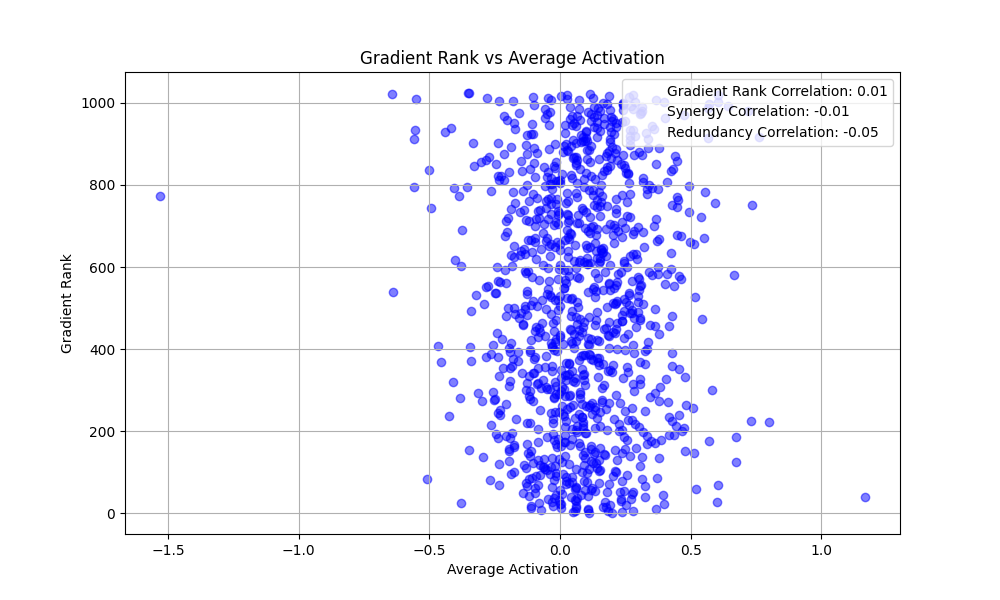 Gradient Rank vs Average Activation
Gradient Rank Correlation: 0.01
Synergy Correlation: -0.01
Redundancy Correlation: -0.05
1000
800
600
400
200
0
Gradient Rank
−1.5 −1.0 −0.5 0.0 0.5 1.0
Average Activation